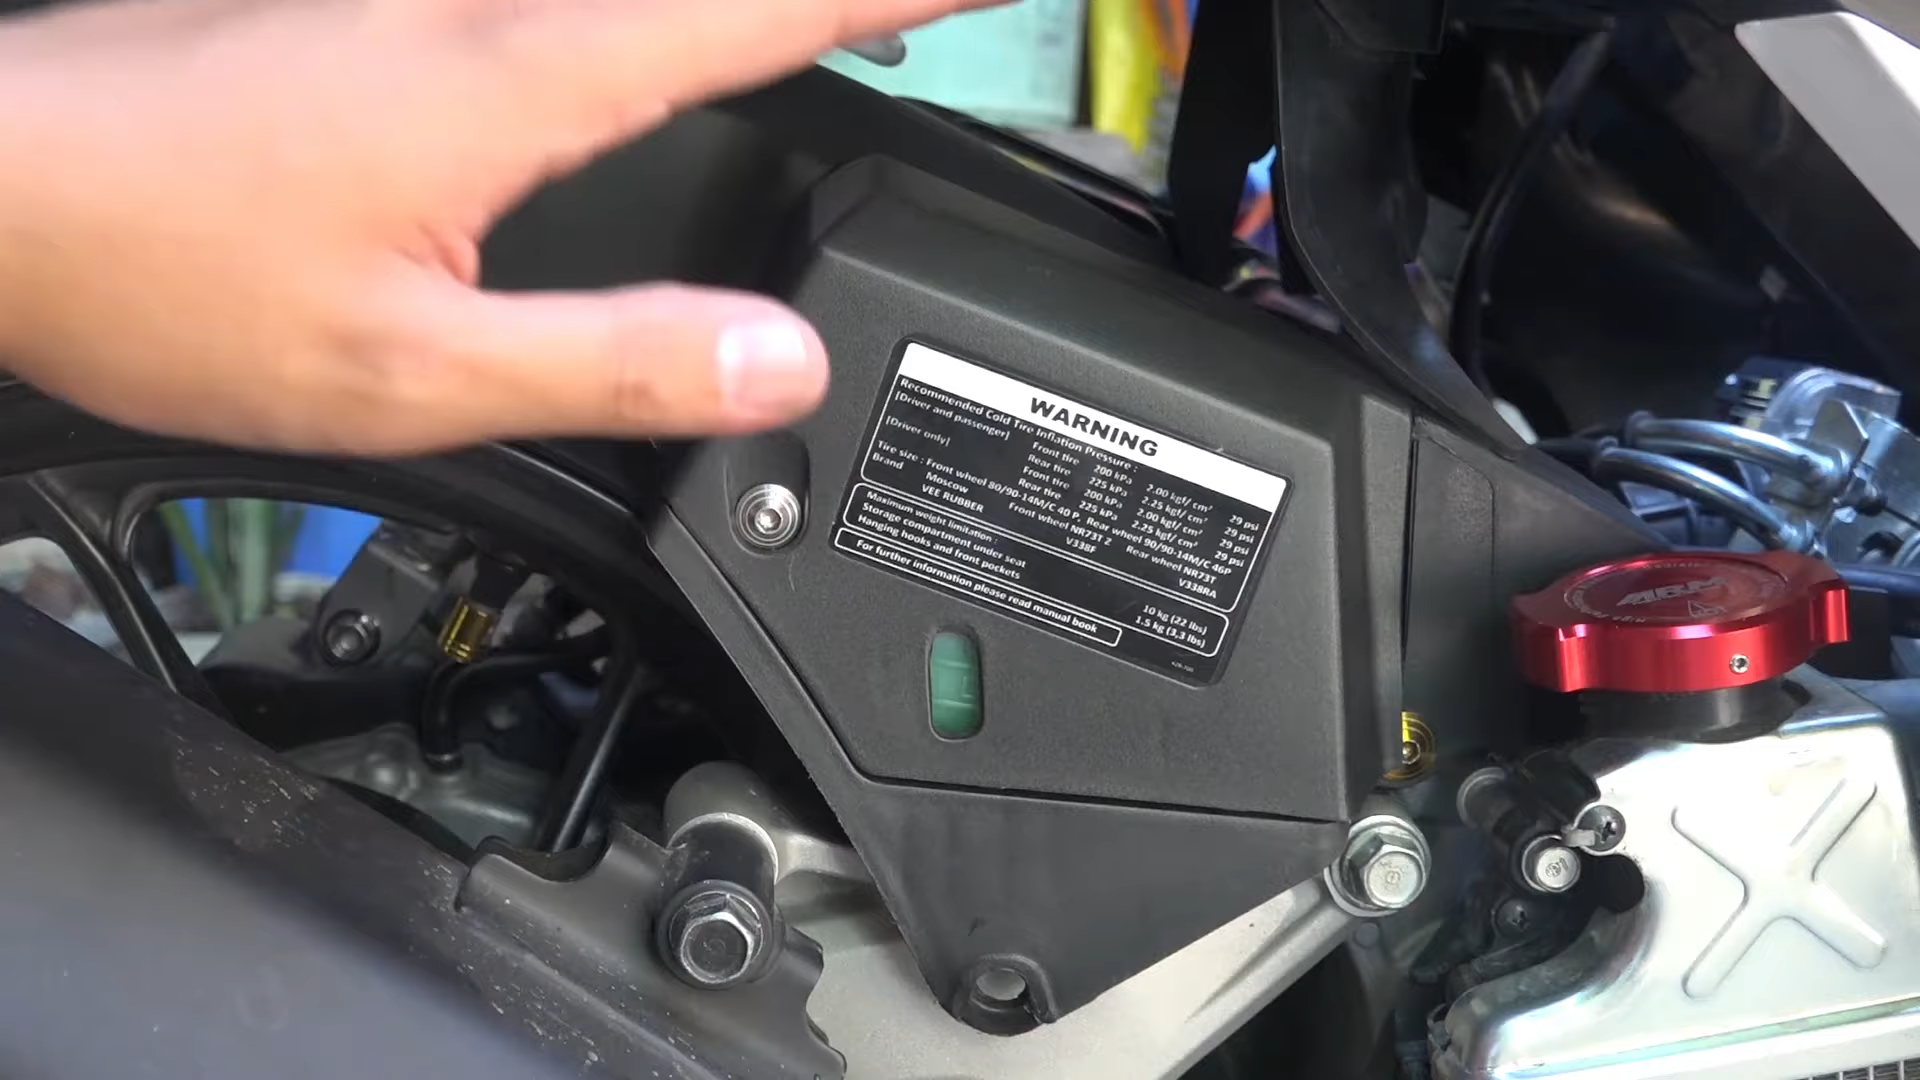 WARNING
Recommended Cold Tire Inflation Pressure :
[Driver and passenger] Front tire 200 kPa 2.00 kgf/ cm² 29 psi
Rear tire 225 kPa 2.25 kgf/ cm² 29 psi
[Driver only] Front tire 200 kPa 2.00 kgf/ cm² 29 psi
Rear tire 225 kPa 2.25 kgf/ cm² 29 psi
Tire size : Front wheel 80/90-14M/C 40 P, Rear wheel 90/90-14M/C 46P
Brand Moscow Front wheel NR73T Z Rear wheel NR73T
VEE RUBBER V338F V338RA
Maximum weight limitation :
Storage compartment under seat 10 kg (22 lbs)
Hanging hooks and front pockets 1.5 kg (3,3 lbs)
For further information please read manual book